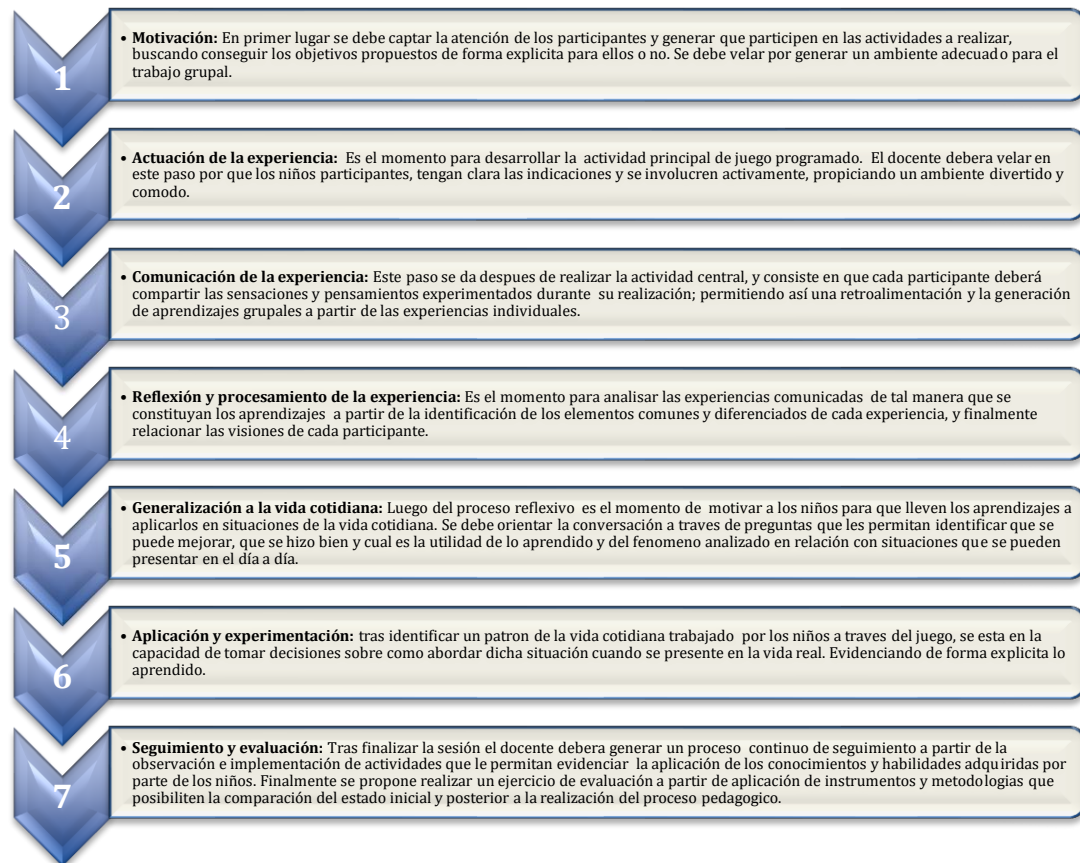 1
• Motivación: En primer lugar se debe captar la atención de los participantes y generar que participen en las actividades a realizar,
buscando conseguir los objetivos propuestos de forma explicita para ellos o no. Se debe velar por generar un ambiente adecuado para el
trabajo grupal.
2
• Actuación de la experiencia: Es el momento para desarrollar la actividad principal de juego programado. El docente debera velar en
este paso por que los niños participantes, tengan clara las indicaciones y se involucren activamente, propiciando un ambiente divertido y
comodo.
3
• Comunicación de la experiencia: Este paso se da despues de realizar la actividad central, y consiste en que cada participante deberá
compartir las sensaciones y pensamientos experimentados durante su realización; permitiendo así una retroalimentación y la generación
de aprendizajes grupales a partir de las experiencias individuales.
4
• Reflexión y procesamiento de la experiencia: Es el momento para analisar las experiencias comunicadas de tal manera que se
constituyan los aprendizajes a partir de la identificación de los elementos comunes y diferenciados de cada experiencia, y finalmente
relacionar las visiones de cada participante.
5
• Generalización a la vida cotidiana: Luego del proceso reflexivo es el momento de motivar a los niños para que lleven los aprendizajes a
aplicarlos en situaciones de la vida cotidiana. Se debe orientar la conversación a traves de preguntas que les permitan identificar que se
puede mejorar, que se hizo bien y cual es la utilidad de lo aprendido y del fenomeno analizado en relación con situaciones que se pueden
presentar en el día a día.
6
• Aplicación y experimentación: tras identificar un patron de la vida cotidiana trabajado por los niños a traves del juego, se esta en la
capacidad de tomar decisiones sobre como abordar dicha situación cuando se presente en la vida real. Evidenciando de forma explicita lo
aprendido.
7
• Seguimiento y evaluación: Tras finalizar la sesión el docente debera generar un proceso continuo de seguimiento a partir de la
observación e implementación de actividades que le permitan evidenciar la aplicación de los conocimientos y habilidades adquiridas por
parte de los niños. Finalmente se propone realizar un ejercicio de evaluación a partir de aplicación de instrumentos y metodologias que
posibiliten la comparación del estado inicial y posterior a la realización del proceso pedagogico.